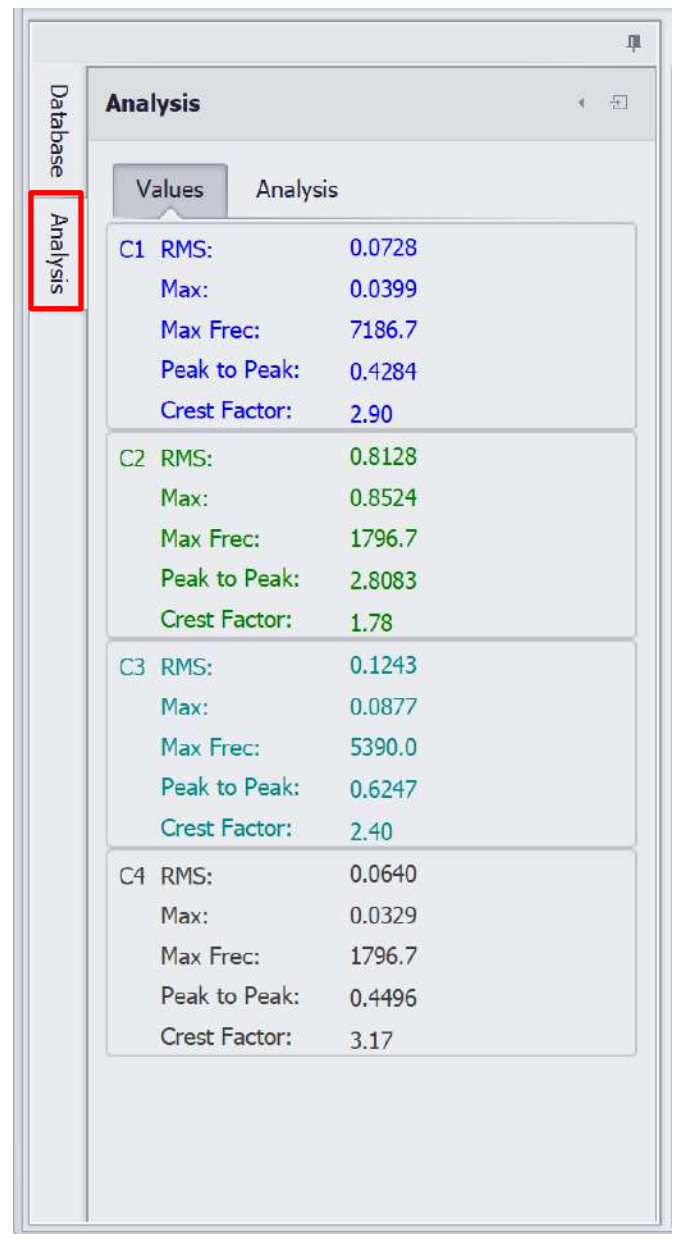 Database
Analysis
Analysis
Values Analysis
C1 RMS: 0.0728
Max: 0.0399
Max Frec: 7186.7
Peak to Peak: 0.4284
Crest Factor: 2.90
C2 RMS: 0.8128
Max: 0.8524
Max Frec: 1796.7
Peak to Peak: 2.8083
Crest Factor: 1.78
C3 RMS: 0.1243
Max: 0.0877
Max Frec: 5390.0
Peak to Peak: 0.6247
Crest Factor: 2.40
C4 RMS: 0.0640
Max: 0.0329
Max Frec: 1796.7
Peak to Peak: 0.4496
Crest Factor: 3.17